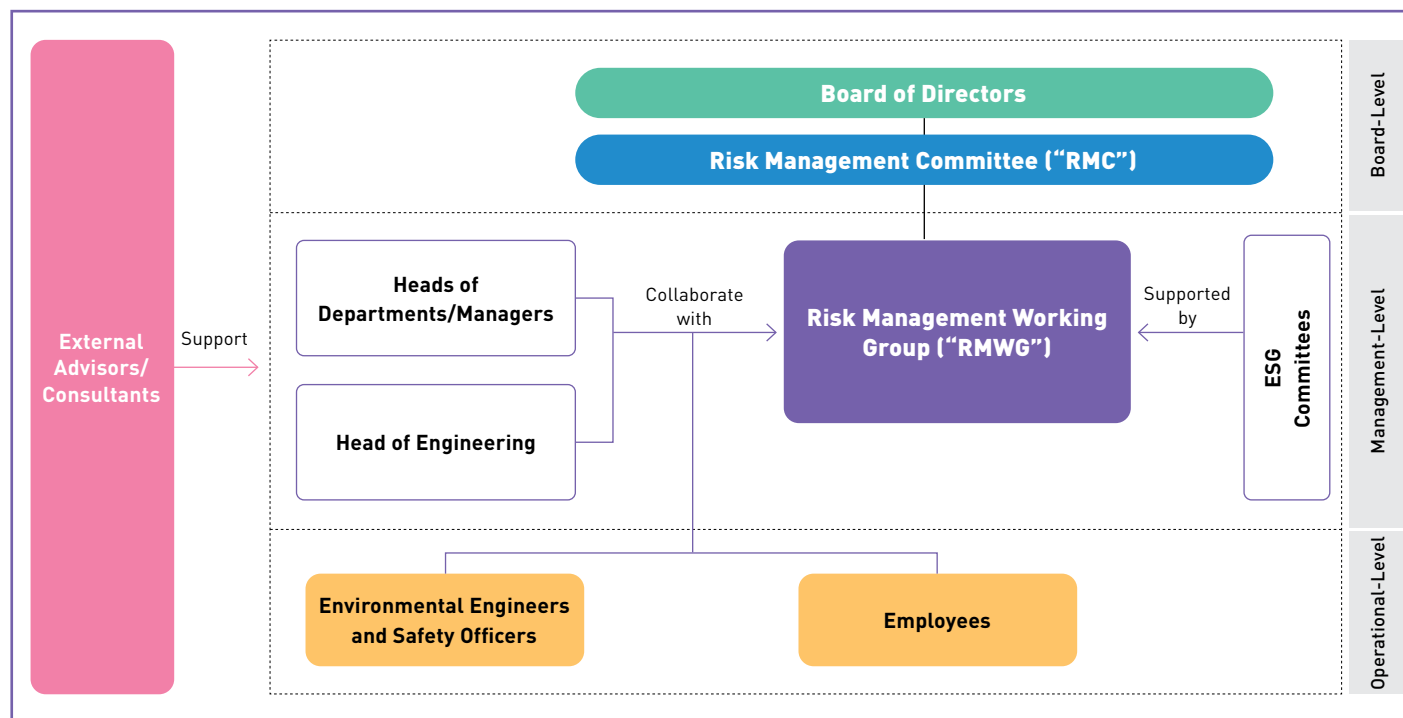 Board of Directors
Risk Management Committee (“RMC”)
Board-Level
External
Advisors/
Consultants
Support
Heads of
Departments/Managers
Head of Engineering
Collaborate
with
Risk Management Working
Group (“RMWG”)
Supported
by
ESG
Committees
Management-Level
Environmental Engineers
and Safety Officers
Employees
Operational-Level